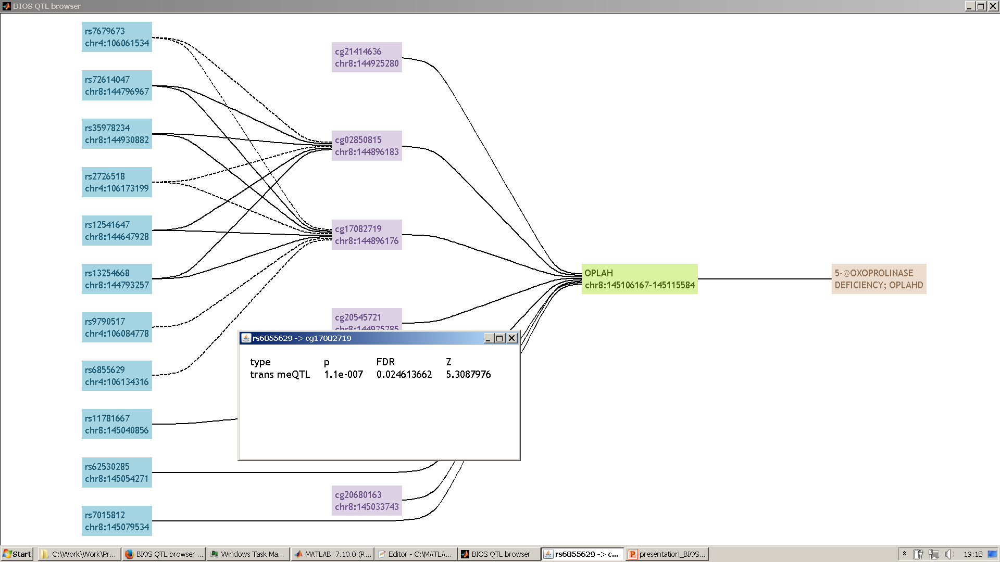 BIOS QTL browser
rs7679673
chr4:106061534
rs72614047
chr8:144796967
rs35978234
chr8:144930882
rs2726518
chr4:106173199
rs12541647
chr8:144647928
rs13254668
chr8:144793257
rs9790517
chr4:106084778
rs6855629
chr4:106134316
rs11781667
chr8:145040856
rs62530285
chr8:145054271
rs7015812
chr8:145079534
cg21414636
chr8:144925280
cg02850815
chr8:144896183
cg17082719
chr8:144896176
cg20545721
chr8:144925285
rs6855629 -> cg17082719
type p FDR Z
trans meQTL 1.1e-007 0.024613662 5.3087976
cg20680163
chr8:145033743
OPLAH
chr8:145106167-145115584
5-@OXOPROLINASE
DEFICIENCY; OPLAHD
Start C:\Work\Work\Pr... BIOS QTL browser ... Windows Task Ma... MATLAB 7.10.0 (R... Editor - C:\MATLA... BIOS QTL browser rs6855629 -> c... presentation_BIOS... 19:18